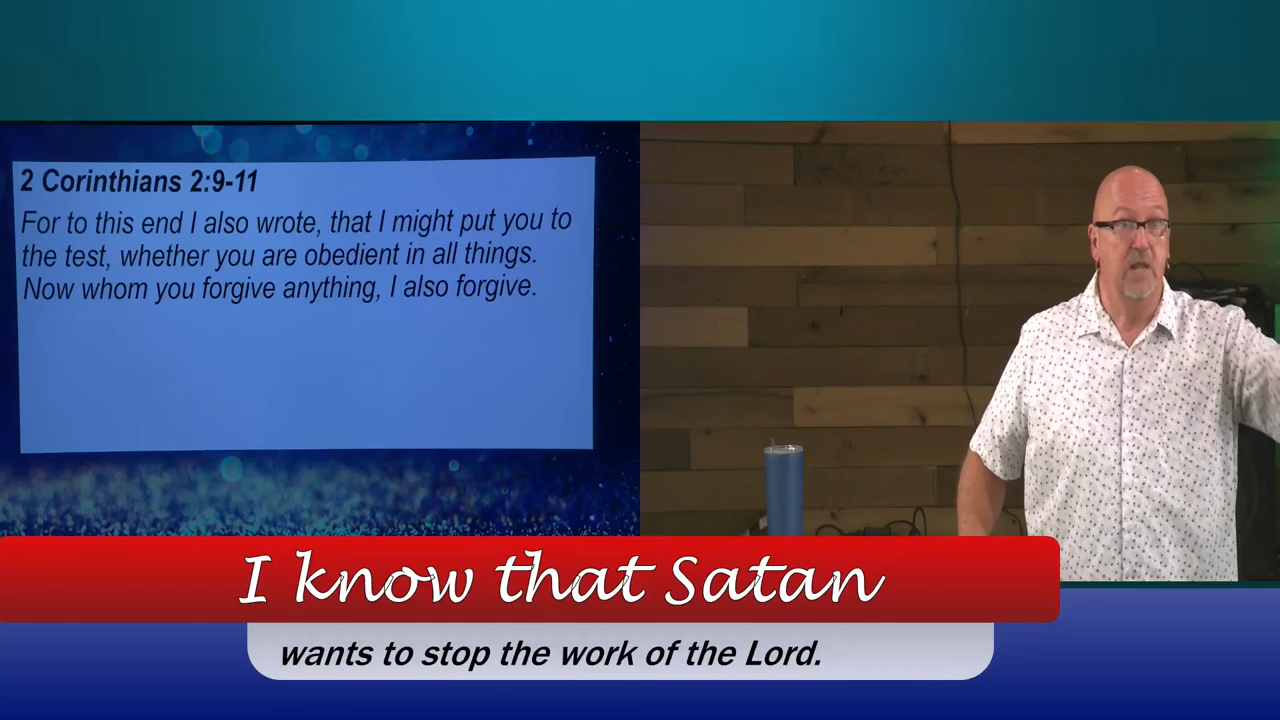 2 Corinthians 2:9-11
For to this end I also wrote, that I might put you to
the test, whether you are obedient in all things.
Now whom you forgive anything, I also forgive.
I know that Satan
wants to stop the work of the Lord.